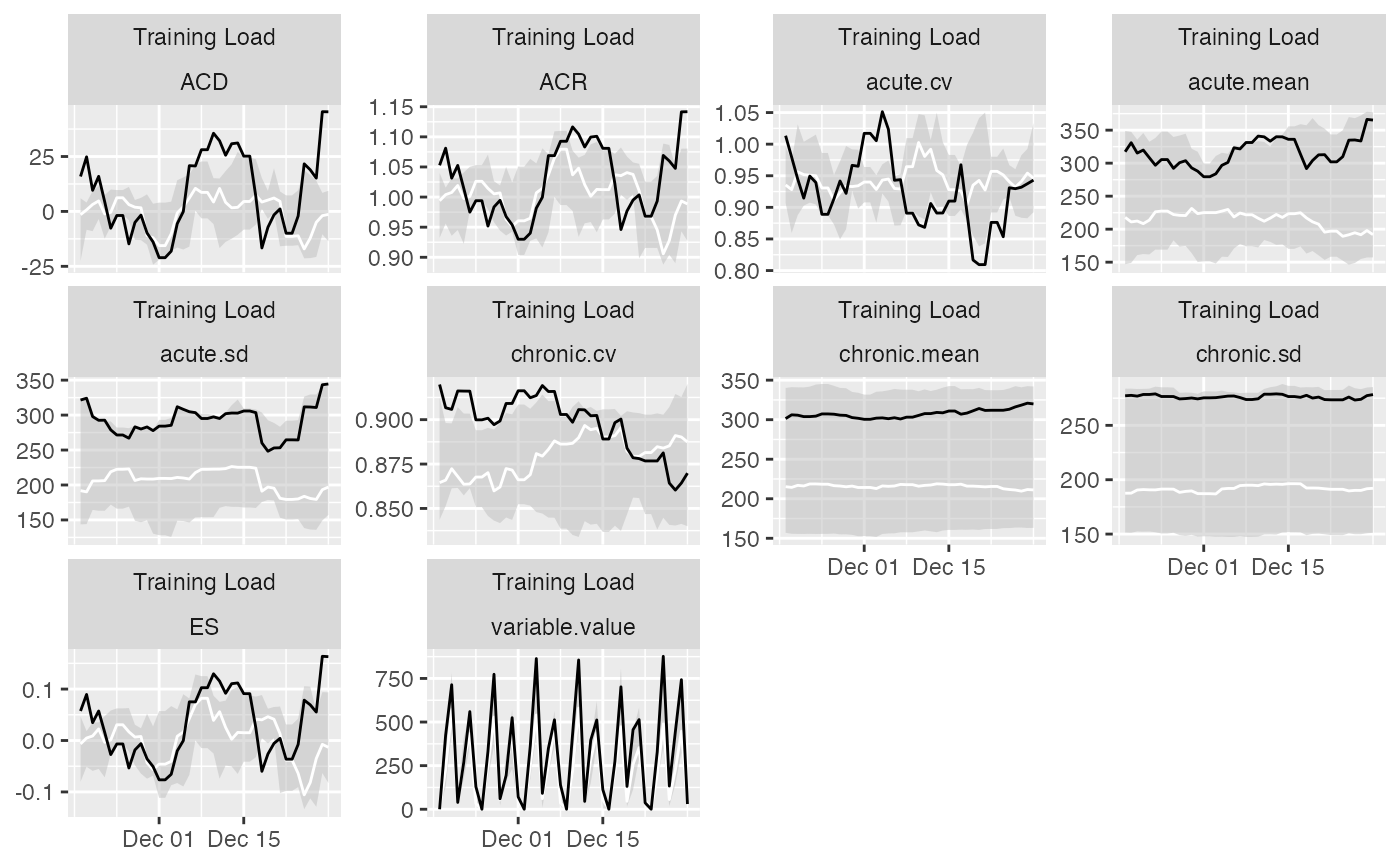 Training Load
Training Load
Training Load
Training Load
ACD
ACR
acute.cv
acute.mean
25
0
-25
1.15
1.10
1.05
1.00
0.95
0.90
1.05
1.00
0.95
0.90
0.85
0.80
350
300
250
200
150
Training Load
Training Load
Training Load
Training Load
acute.sd
chronic.cv
chronic.mean
chronic.sd
350
300
250
200
150
0.900
0.875
0.850
350
300
250
200
150
250
200
150
Dec 01 Dec 15
Dec 01 Dec 15
Training Load
Training Load
ES
variable.value
0.1
0.0
-0.1
750
500
250
0
Dec 01 Dec 15
Dec 01 Dec 15